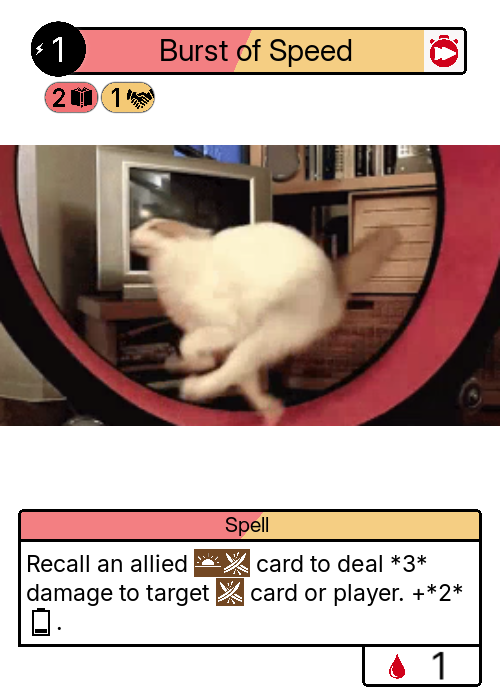 1 Burst of Speed
2 1
Spell
Recall an allied card to deal *3*
damage to target card or player. +*2*
.
1